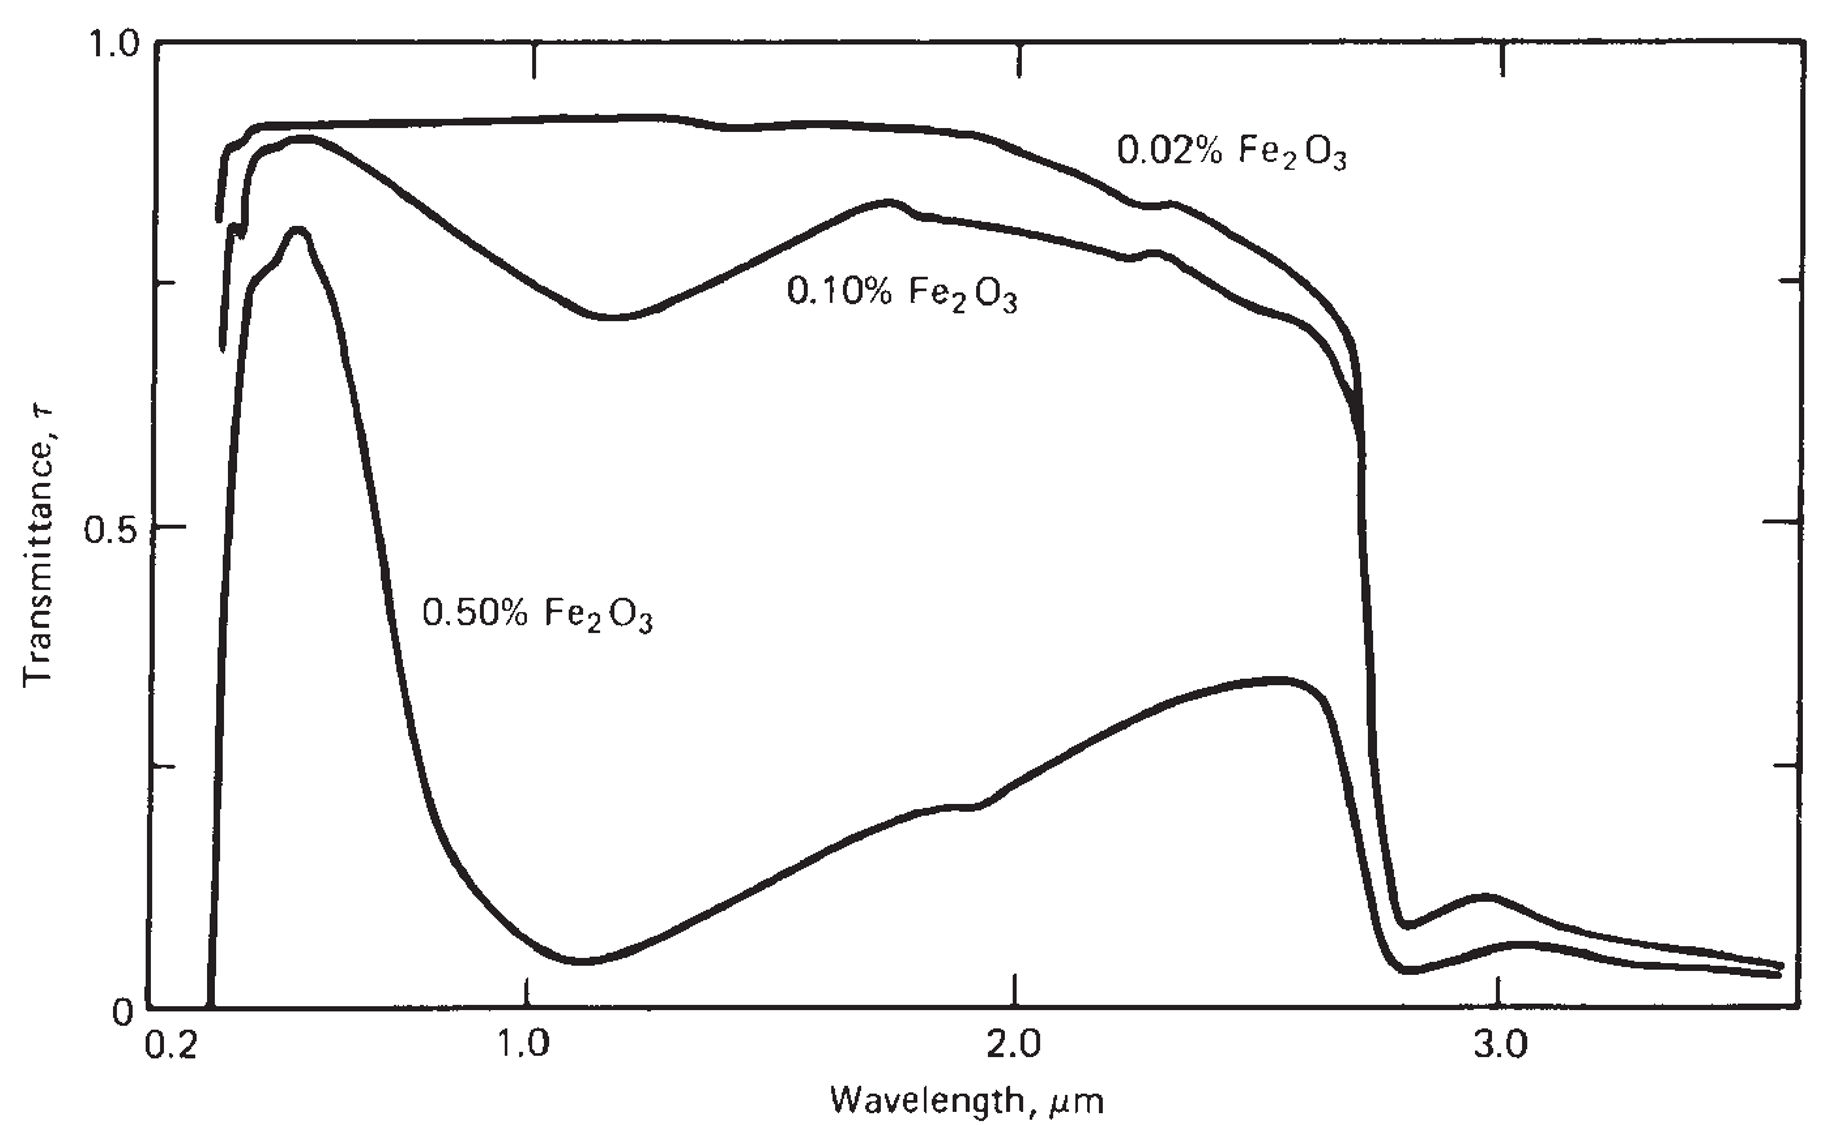 1.0
0.02% Fe₂O₃
0.10% Fe₂O₃
Transmittance, τ
0.5
0.50% Fe₂O₃
0
0.2
1.0
2.0
3.0
Wavelength, μm